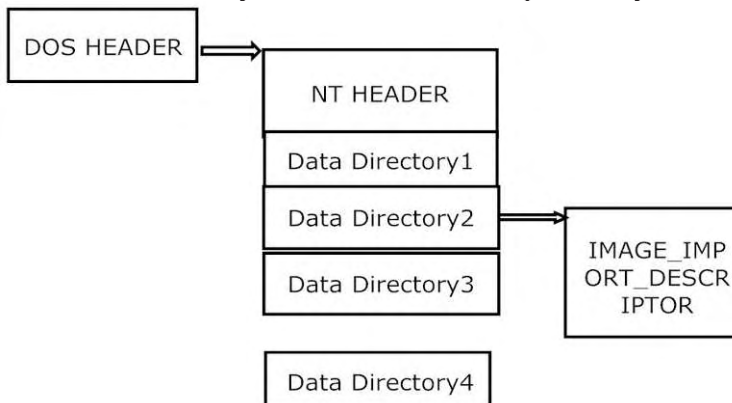 DOS HEADER
NT HEADER
Data Directory1
Data Directory2
IMAGE_IMP
ORT_DESCR
IPTOR
Data Directory3
Data Directory4